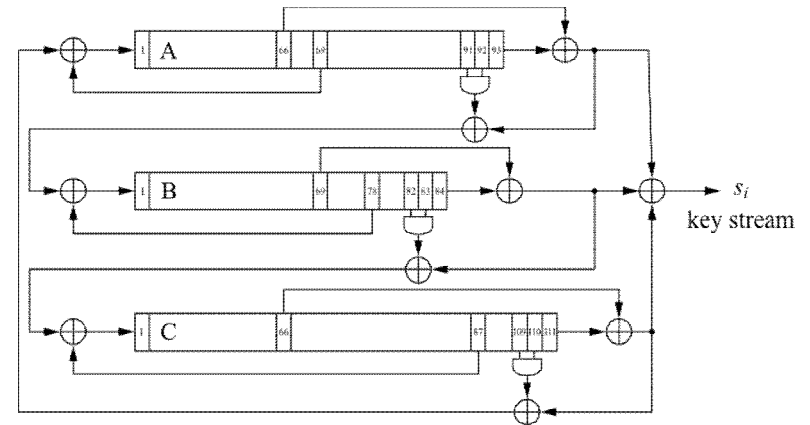 1 A 66 69 91 92 93
1 B 69 78 82 83 84
s_i
key stream
1 C 66 87 109 110 111